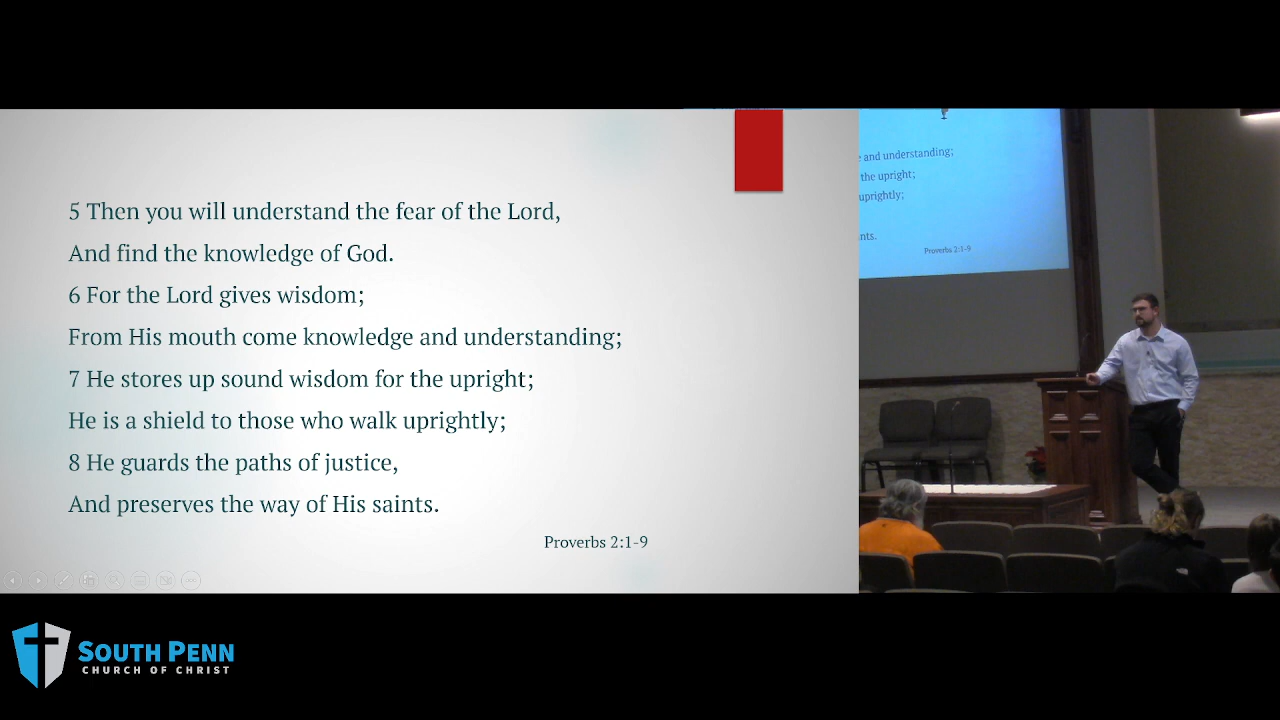 5 Then you will understand the fear of the Lord,
And find the knowledge of God.
6 For the Lord gives wisdom;
From His mouth come knowledge and understanding;
7 He stores up sound wisdom for the upright;
He is a shield to those who walk uprightly;
8 He guards the paths of justice,
And preserves the way of His saints.
Proverbs 2:1-9
and understanding;
the upright;
uprightly;
nts.
Proverbs 2:1-9
SOUTH PENN
CHURCH OF CHRIST